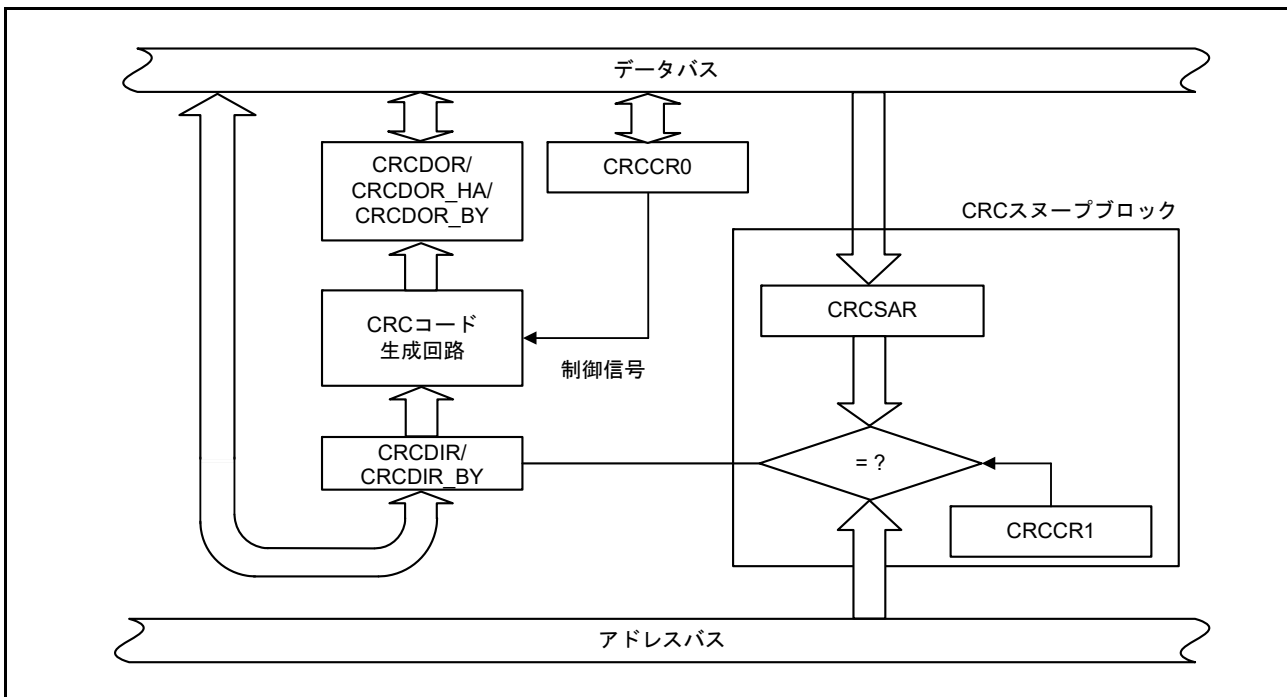 データバス
CRCDOR/
CRCDOR_HA/
CRCDOR_BY
CRCCR0
CRCスヌープブロック
CRCSAR
CRCコード
生成回路
制御信号
CRCDIR/
CRCDIR_BY
= ?
CRCCR1
アドレスバス